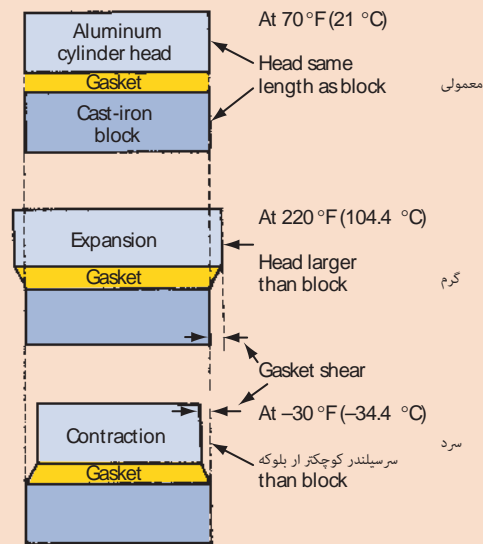 Aluminum
cylinder head
At 70 °F (21 °C)
Gasket
Head same
length as block
معمولی
Cast-iron
block
At 220 °F (104.4 °C)
Expansion
Gasket
Head larger
than block
گرم
Gasket shear
At –30 °F (–34.4 °C)
Contraction
سرد
سرسیلندر کوچکتر ار بلوکه
Gasket
than block